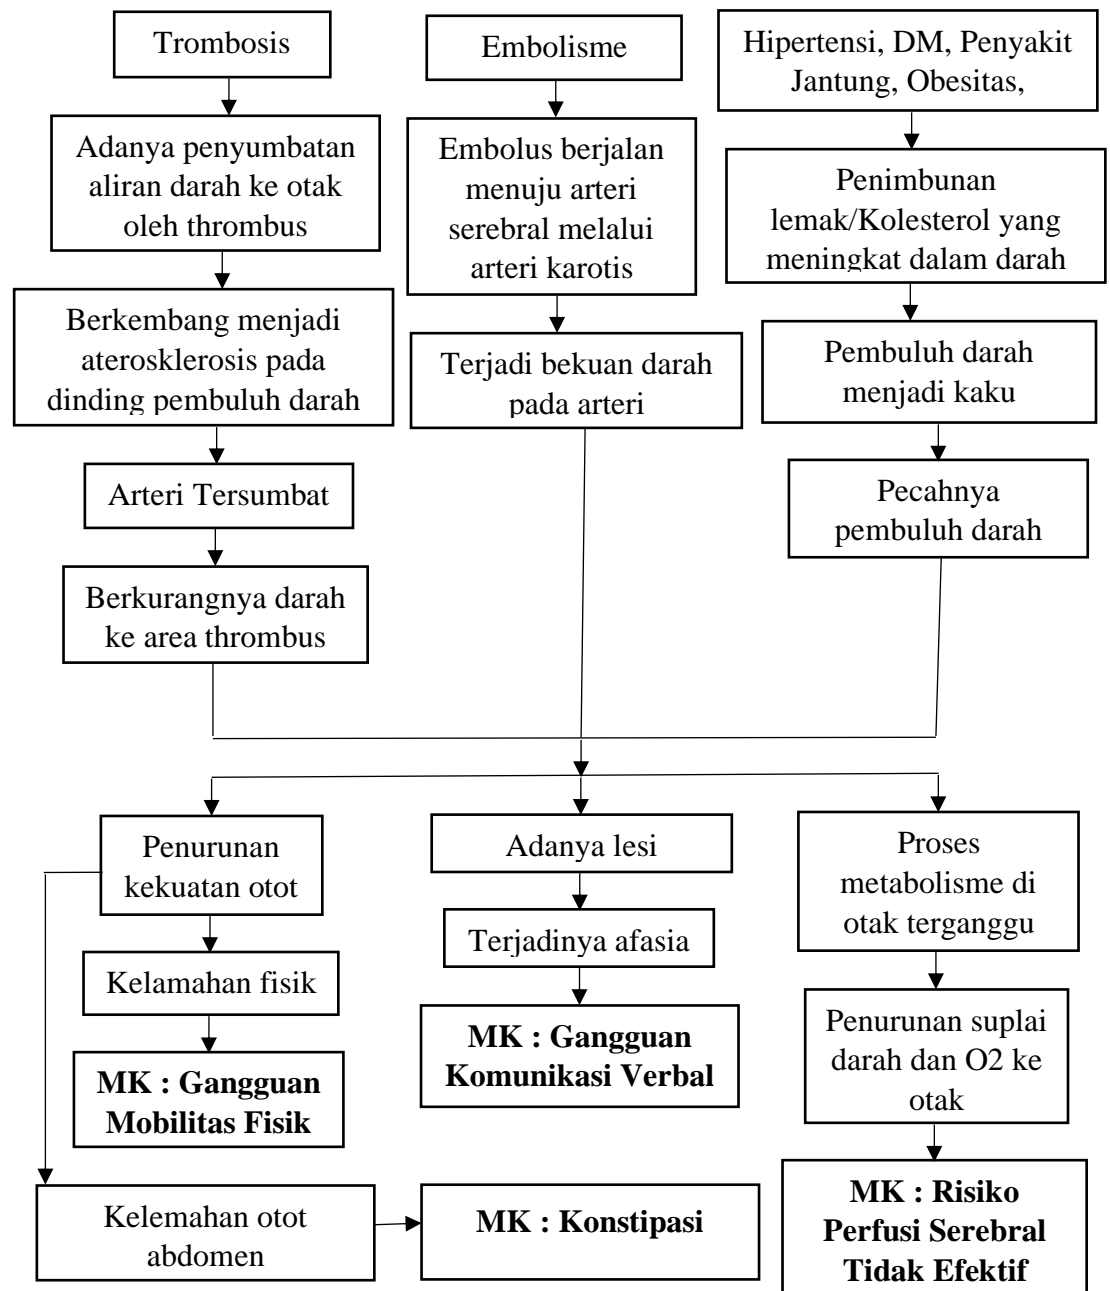 Trombosis
Embolisme
Hipertensi, DM, Penyakit
Jantung, Obesitas,
Adanya penyumbatan
aliran darah ke otak
oleh thrombus
Embolus berjalan
menuju arteri
serebral melalui
arteri karotis
Penimbunan
lemak/Kolesterol yang
meningkat dalam darah
Berkembang menjadi
aterosklerosis pada
dinding pembuluh darah
Terjadi bekuan darah
pada arteri
Pembuluh darah
menjadi kaku
Arteri Tersumbat
Pecahnya
pembuluh darah
Berkurangnya darah
ke area thrombus
Penurunan
kekuatan otot
Adanya lesi
Proses
metabolisme di
otak terganggu
Kelamahan fisik
Terjadinya afasia
MK : Gangguan
Mobilitas Fisik
MK : Gangguan
Komunikasi Verbal
Penurunan suplai
darah dan O2 ke
otak
Kelemahan otot
abdomen
MK : Konstipasi
MK : Risiko
Perfusi Serebral
Tidak Efektif